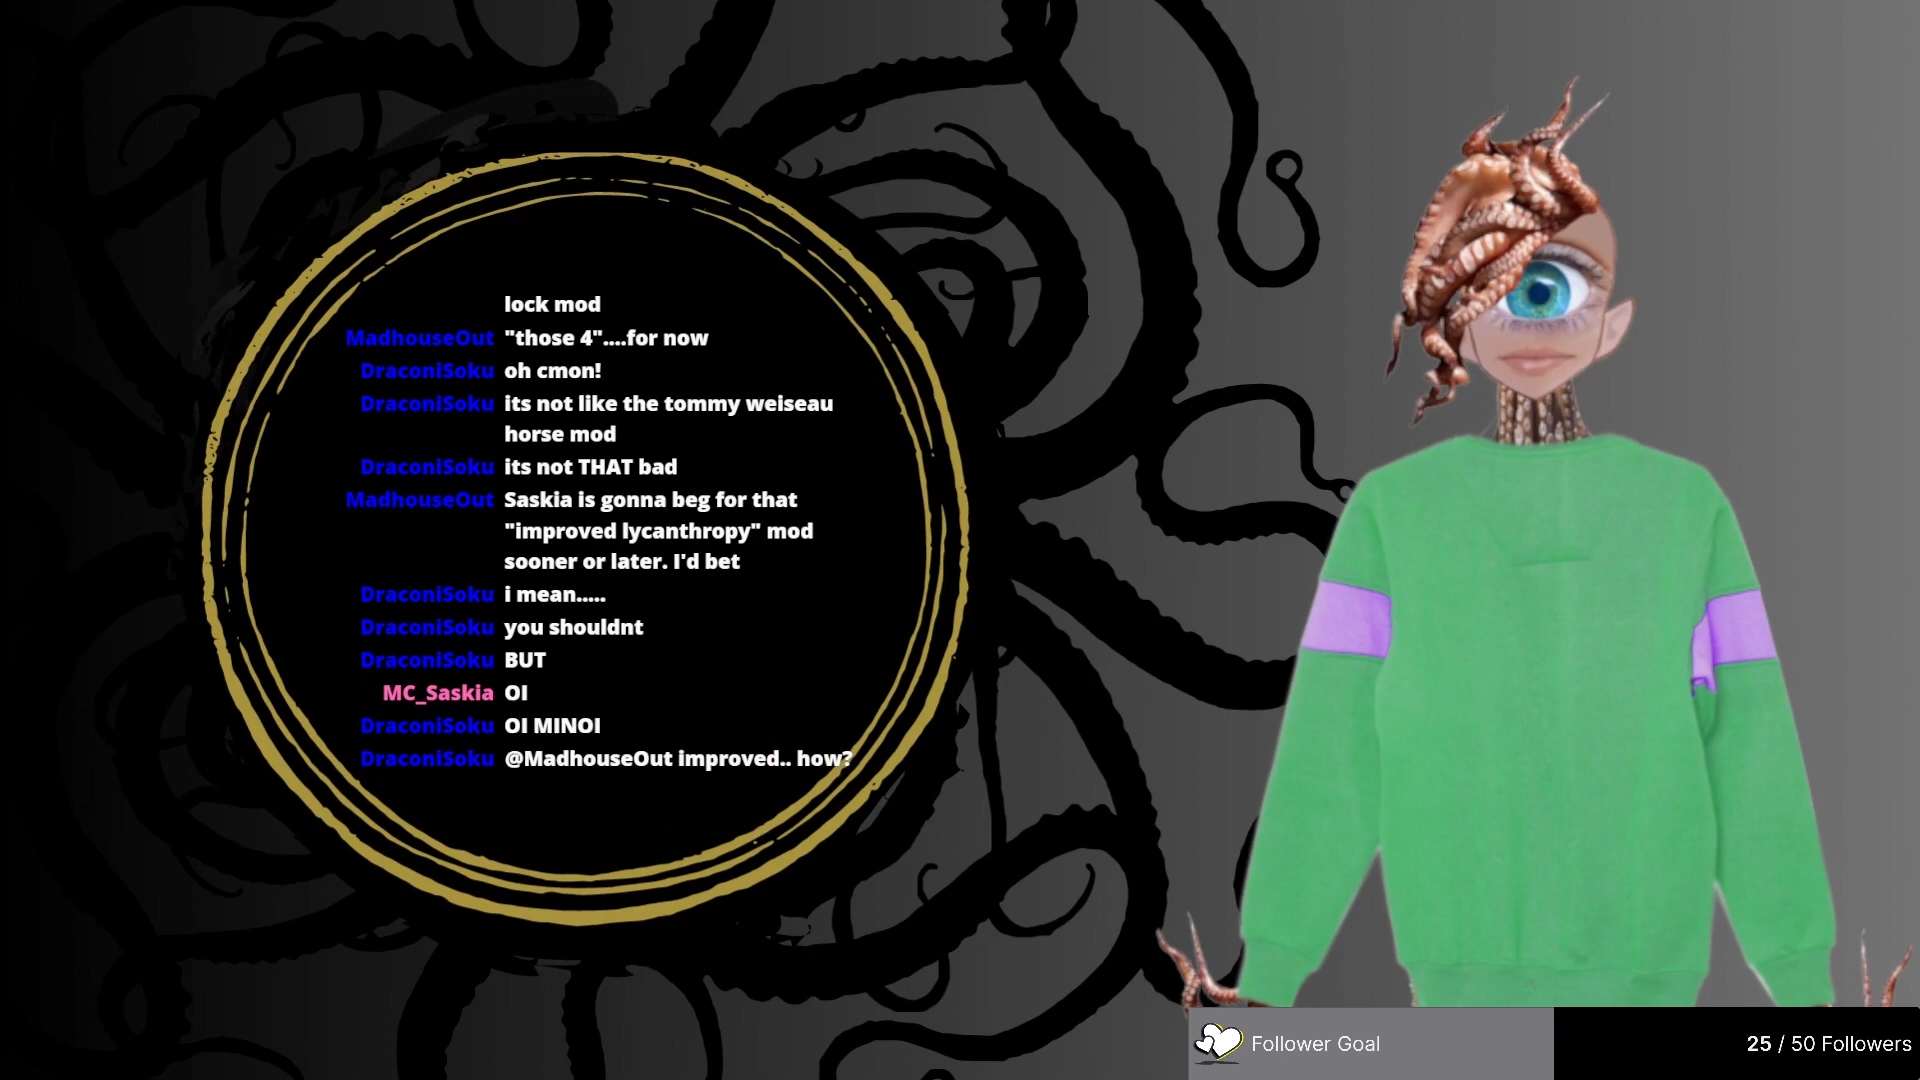 lock mod
MadhouseOut "those 4"....for now
DraconiSoku oh cmon!
DraconiSoku its not like the tommy weiseau
horse mod
DraconiSoku its not THAT bad
MadhouseOut Saskia is gonna beg for that
"improved lycanthropy" mod
sooner or later. I'd bet
DraconiSoku i mean.....
DraconiSoku you shouldnt
DraconiSoku BUT
MC_Saskia OI
DraconiSoku OI MINOI
DraconiSoku @MadhouseOut improved.. how?
Follower Goal 25 / 50 Followers